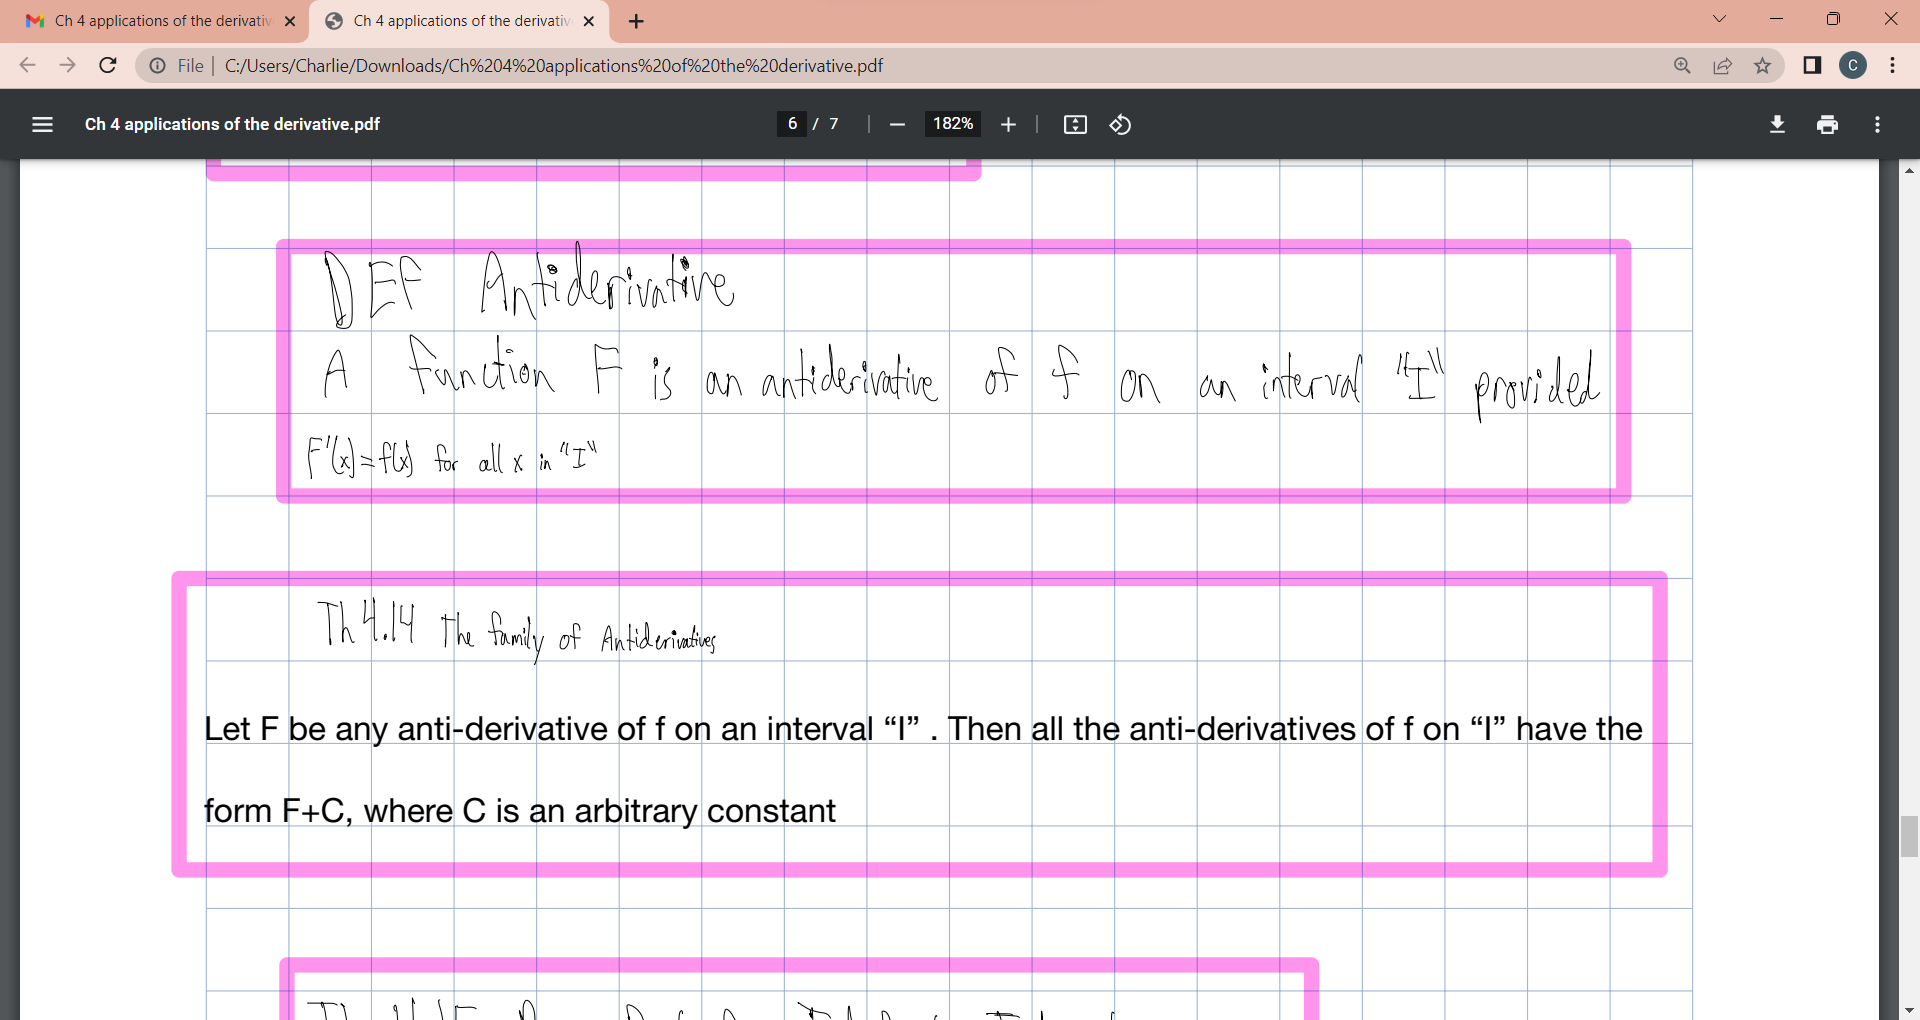 Ch 4 applications of the derivativ
Ch 4 applications of the derivativ
File | C:/Users/Charlie/Downloads/Ch%204%20applications%20of%20the%20derivative.pdf
C
Ch 4 applications of the derivative.pdf
6 / 7
182%
DEF Antiderivative
A function F is an antiderivative of f on an interval "I" provided
F'(x)=f(x) for all x in "I"
Th 4.14 The family of Antiderivatives
Let F be any anti-derivative of f on an interval “I” . Then all the anti-derivatives of f on “I” have the
form F+C, where C is an arbitrary constant